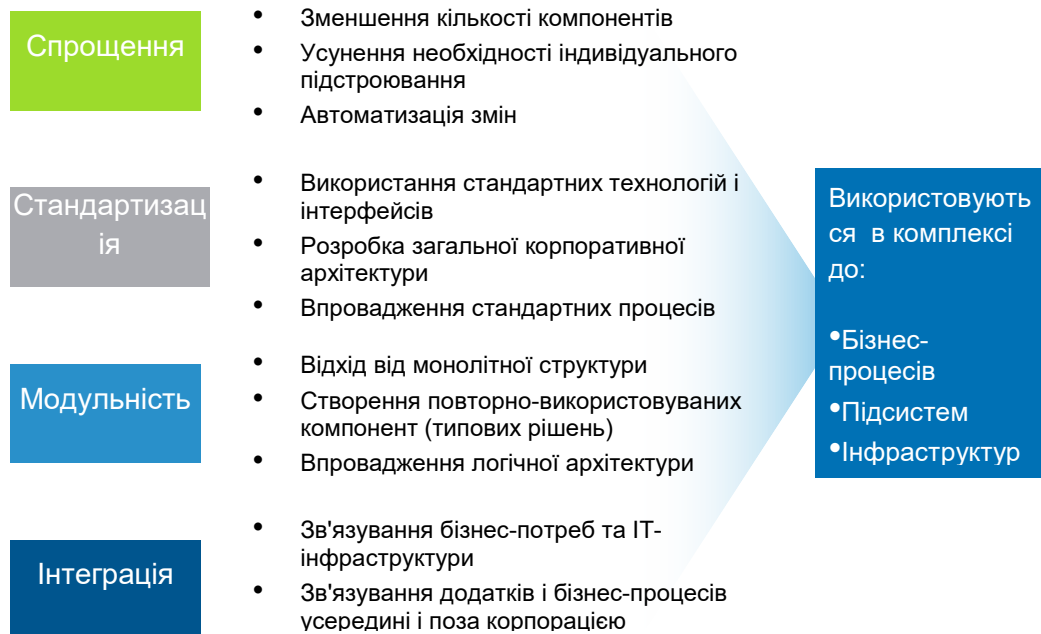 Спрощення
• Зменшення кількості компонентів
• Усунення необхідності індивідуального
підстроювання
• Автоматизація змін
Стандартизац
ія
• Використання стандартних технологій і
інтерфейсів
• Розробка загальної корпоративної
архітектури
• Впровадження стандартних процесів
Модульність
• Відхід від монолітної структури
• Створення повторно-використовуваних
компонент (типових рішень)
• Впровадження логічної архітектури
Інтеграція
• Зв'язування бізнес-потреб та ІТ-
інфраструктури
• Зв'язування додатків і бізнес-процесів
усередині і поза корпорацією
Використовують
ся в комплексі
до:
•Бізнес-
процесів
•Підсистем
•Інфраструктур